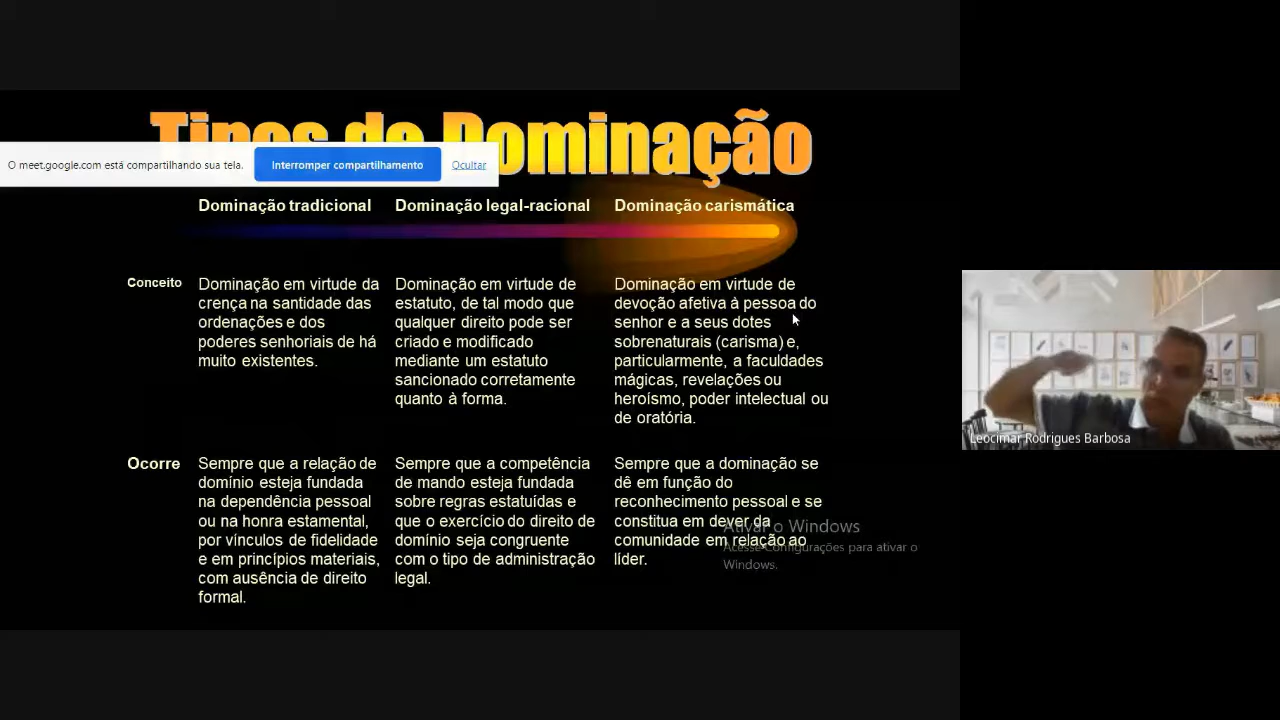 Tipos de Dominação
O meet.google.com está compartilhando sua tela. Interromper compartilhamento Ocultar
Dominação tradicional Dominação legal-racional Dominação carismática
Conceito
Dominação em virtude da
crença na santidade das
ordenações e dos
poderes senhoriais de há
muito existentes.
Dominação em virtude de
estatuto, de tal modo que
qualquer direito pode ser
criado e modificado
mediante um estatuto
sancionado corretamente
quanto à forma.
Dominação em virtude de
devoção afetiva à pessoa do
senhor e a seus dotes
sobrenaturais (carisma) e,
particularmente, a faculdades
mágicas, revelações ou
heroísmo, poder intelectual ou
de oratória.
Ocorre
Sempre que a relação de
domínio esteja fundada
na dependência pessoal
ou na honra estamental,
por vínculos de fidelidade
e em princípios materiais,
com ausência de direito
formal.
Sempre que a competência
de mando esteja fundada
sobre regras estatuídas e
que o exercício do direito de
domínio seja congruente
com o tipo de administração
legal.
Sempre que a dominação se
dê em função do
reconhecimento pessoal e se
constitua em dever da
comunidade em relação ao
líder.
Ativar o Windows
Acesse Configurações para ativar o
Windows.
Leocimar Rodrigues Barbosa